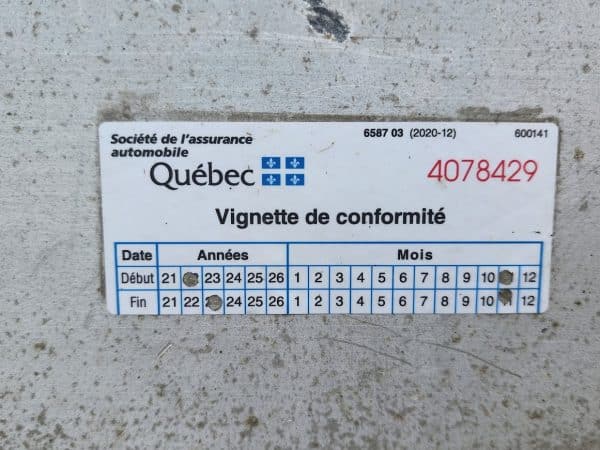 Société de l'assurance
automobile
Québec
6587 03 (2020-12)
600141
4078429
Vignette de conformité
Date Années Mois
Début 21 23 24 25 26 1 2 3 4 5 6 7 8 9 10 12
Fin 21 22 24 25 26 1 2 3 4 5 6 7 8 9 10 12